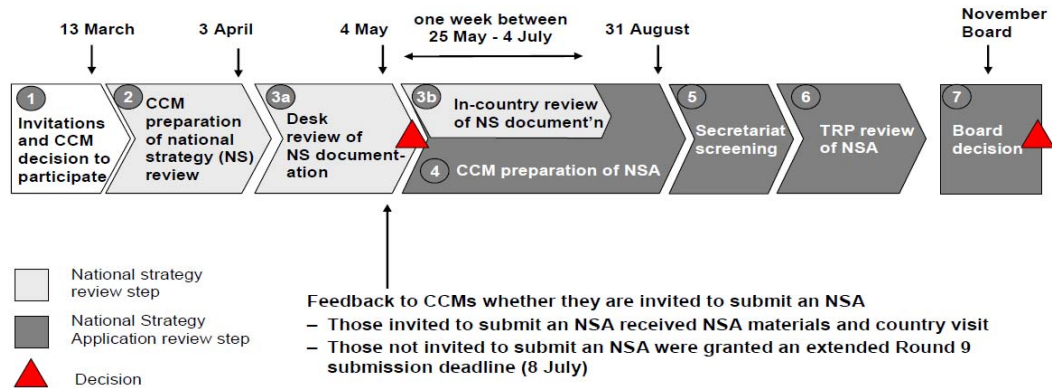 13 March
3 April
4 May
one week between
25 May - 4 July
31 August
November
Board
1
Invitations
and CCM
decision to
participate
2
CCM
preparation
of national
strategy (NS)
review
3a
Desk
review of
NS document-
ation
3b
In-country review
of NS document'n
4
CCM preparation of NSA
5
Secretariat
screening
6
TRP review
of NSA
7
Board
decision
National strategy
review step
National Strategy
Application review step
Decision
Feedback to CCMs whether they are invited to submit an NSA
– Those invited to submit an NSA received NSA materials and country visit
– Those not invited to submit an NSA were granted an extended Round 9
submission deadline (8 July)